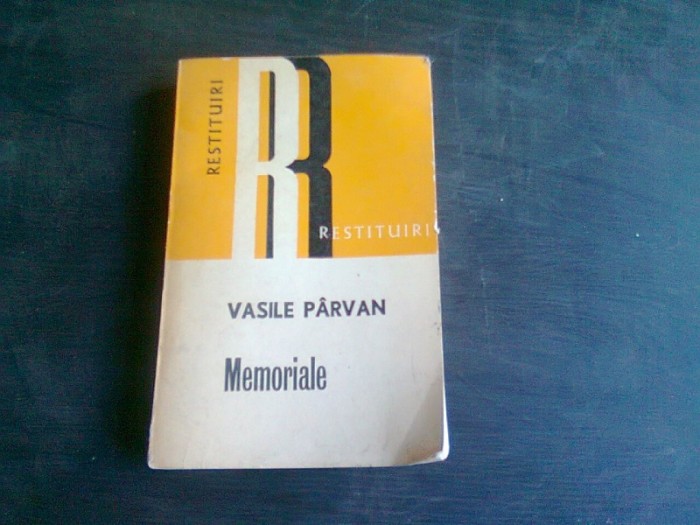 RESTITUIRI
R
RESTITUIRI
VASILE PÂRVAN
Memoriale